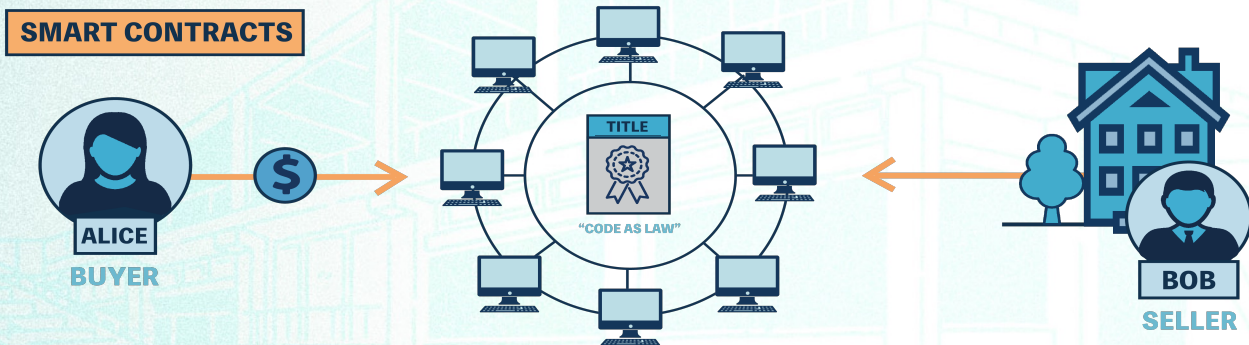 SMART CONTRACTS
ALICE
BUYER
$
TITLE
“CODE AS LAW”
BOB
SELLER